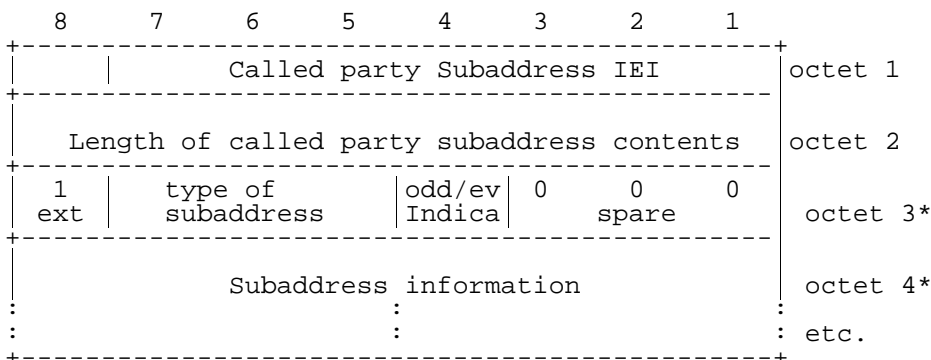 8 7 6 5 4 3 2 1
Called party Subaddress IEI octet 1
Length of called party subaddress contents octet 2
1 type of odd/ev 0 0 0
ext subaddress Indica spare octet 3*
Subaddress information octet 4*
: : :
: : : etc.